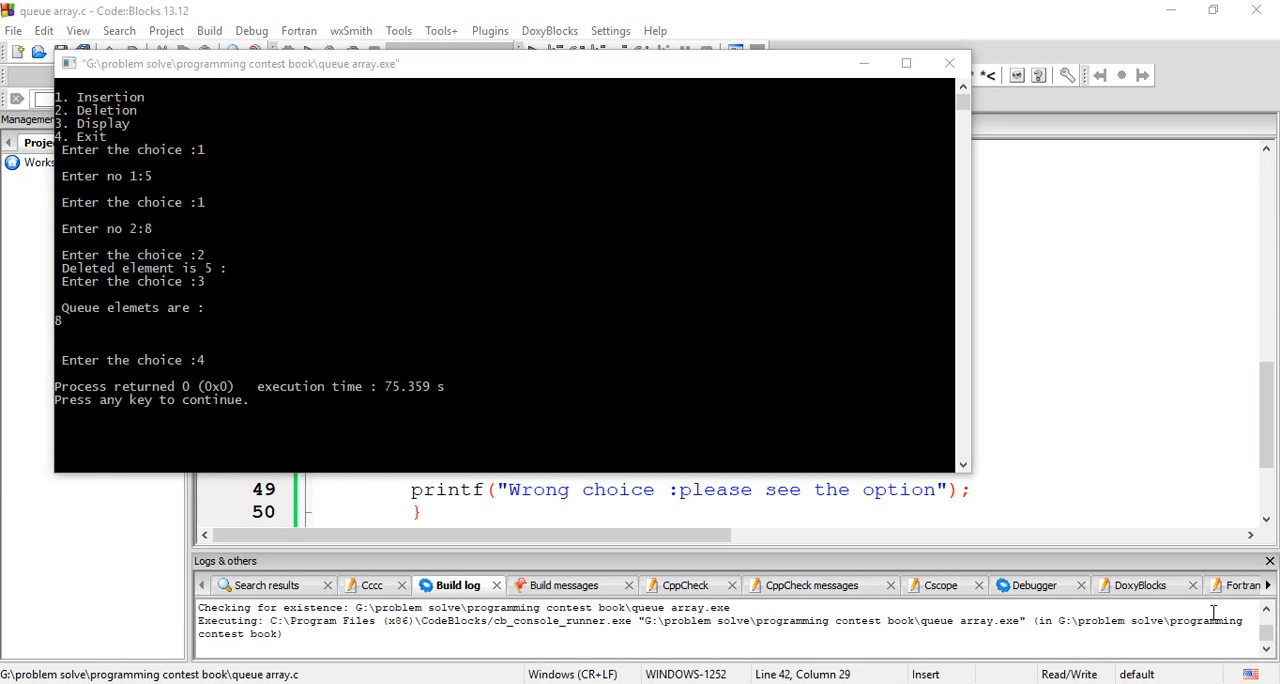 queue array.c - Code::Blocks 13.12
File Edit View Search Project Build Debug Fortran wxSmith Tools Tools+ Plugins DoxyBlocks Settings Help
"G:\problem solve\programming contest book\queue array.exe"
*<
Managemen
Proje
Works
1. Insertion
2. Deletion
3. Display
4. Exit
Enter the choice :1
Enter no 1:5
Enter the choice :1
Enter no 2:8
Enter the choice :2
Deleted element is 5 :
Enter the choice :3
Queue elemets are :
8
Enter the choice :4
Process returned 0 (0x0)   execution time : 75.359 s
Press any key to continue.
49 printf("Wrong choice :please see the option");
50 }
Logs & others
Search results Cccc Build log Build messages CppCheck CppCheck messages Cscope Debugger DoxyBlocks Fortran
Checking for existence: G:\problem solve\programming contest book\queue array.exe
Executing: C:\Program Files (x86)\CodeBlocks/cb_console_runner.exe "G:\problem solve\programming contest book\queue array.exe" (in G:\problem solve\programming
contest book)
G:\problem solve\programming contest book\queue array.c Windows (CR+LF) WINDOWS-1252 Line 42, Column 29 Insert Read/Write default